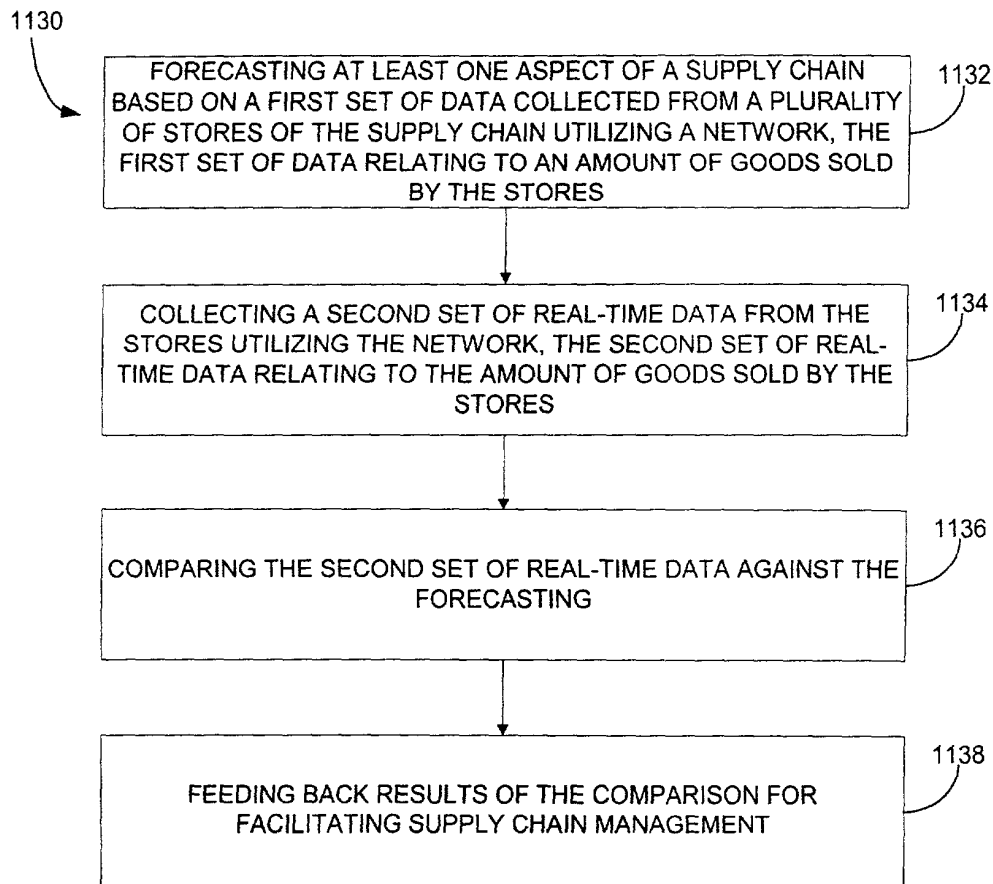 1130
FORECASTING AT LEAST ONE ASPECT OF A SUPPLY CHAIN
BASED ON A FIRST SET OF DATA COLLECTED FROM A PLURALITY
OF STORES OF THE SUPPLY CHAIN UTILIZING A NETWORK, THE
FIRST SET OF DATA RELATING TO AN AMOUNT OF GOODS SOLD
BY THE STORES
1132
COLLECTING A SECOND SET OF REAL-TIME DATA FROM THE
STORES UTILIZING THE NETWORK, THE SECOND SET OF REAL-
TIME DATA RELATING TO THE AMOUNT OF GOODS SOLD BY THE
STORES
1134
COMPARING THE SECOND SET OF REAL-TIME DATA AGAINST THE
FORECASTING
1136
FEEDING BACK RESULTS OF THE COMPARISON FOR
FACILITATING SUPPLY CHAIN MANAGEMENT
1138